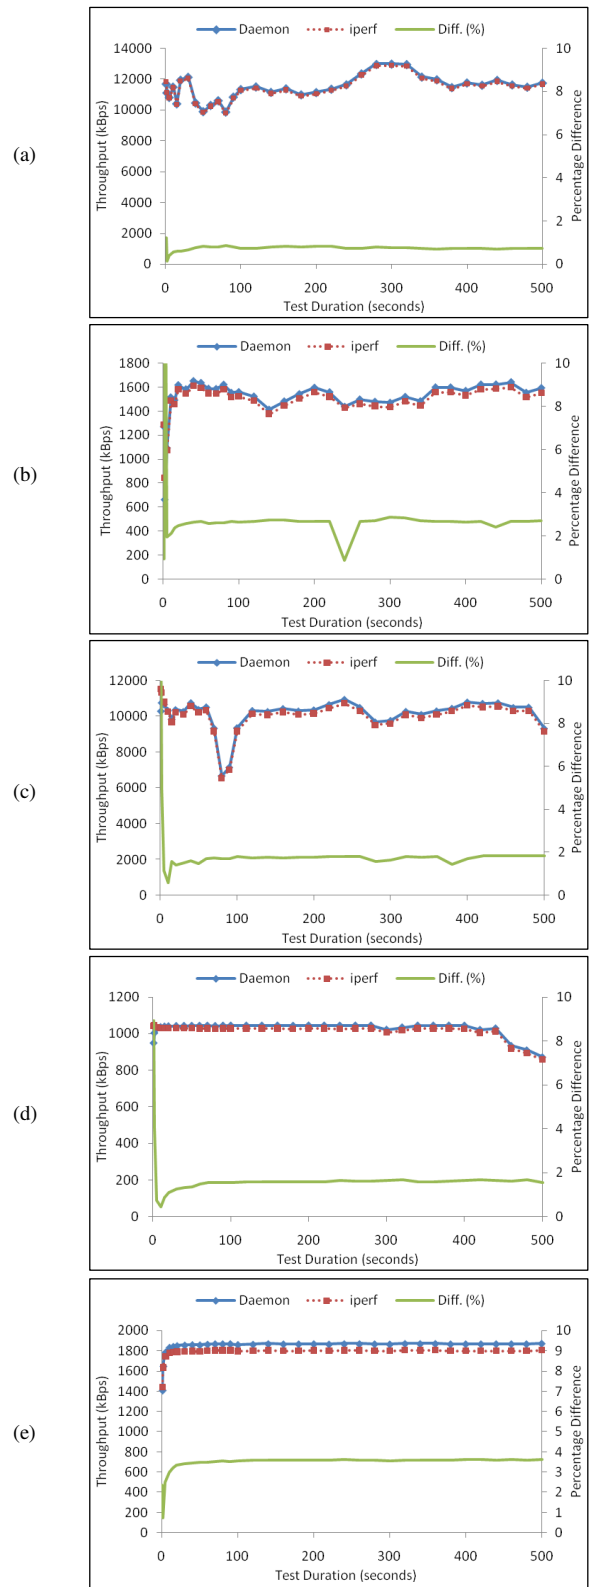 (a)
Daemon iperf Diff. (%)
Throughput (kBps)
14000
12000
10000
8000
6000
4000
2000
0
10
8
6
4
2
0
Percentage Difference
0 100 200 300 400 500
Test Duration (seconds)
(b)
Daemon iperf Diff. (%)
Throughput (kBps)
1800
1600
1400
1200
1000
800
600
400
200
0
10
8
6
4
2
0
Percentage Difference
0 100 200 300 400 500
Test Duration (seconds)
(c)
Daemon iperf Diff. (%)
Throughput (kBps)
12000
10000
8000
6000
4000
2000
0
10
8
6
4
2
0
Percentage Difference
0 100 200 300 400 500
Test Duration (seconds)
(d)
Daemon iperf Diff. (%)
Throughput (kBps)
1200
1000
800
600
400
200
0
10
8
6
4
2
0
Percentage Difference
0 100 200 300 400 500
Test Duration (seconds)
(e)
Daemon iperf Diff. (%)
Throughput (kBps)
2000
1800
1600
1400
1200
1000
800
600
400
200
0
10
9
8
7
6
5
4
3
2
1
0
Percentage Difference
0 100 200 300 400 500
Test Duration (seconds)